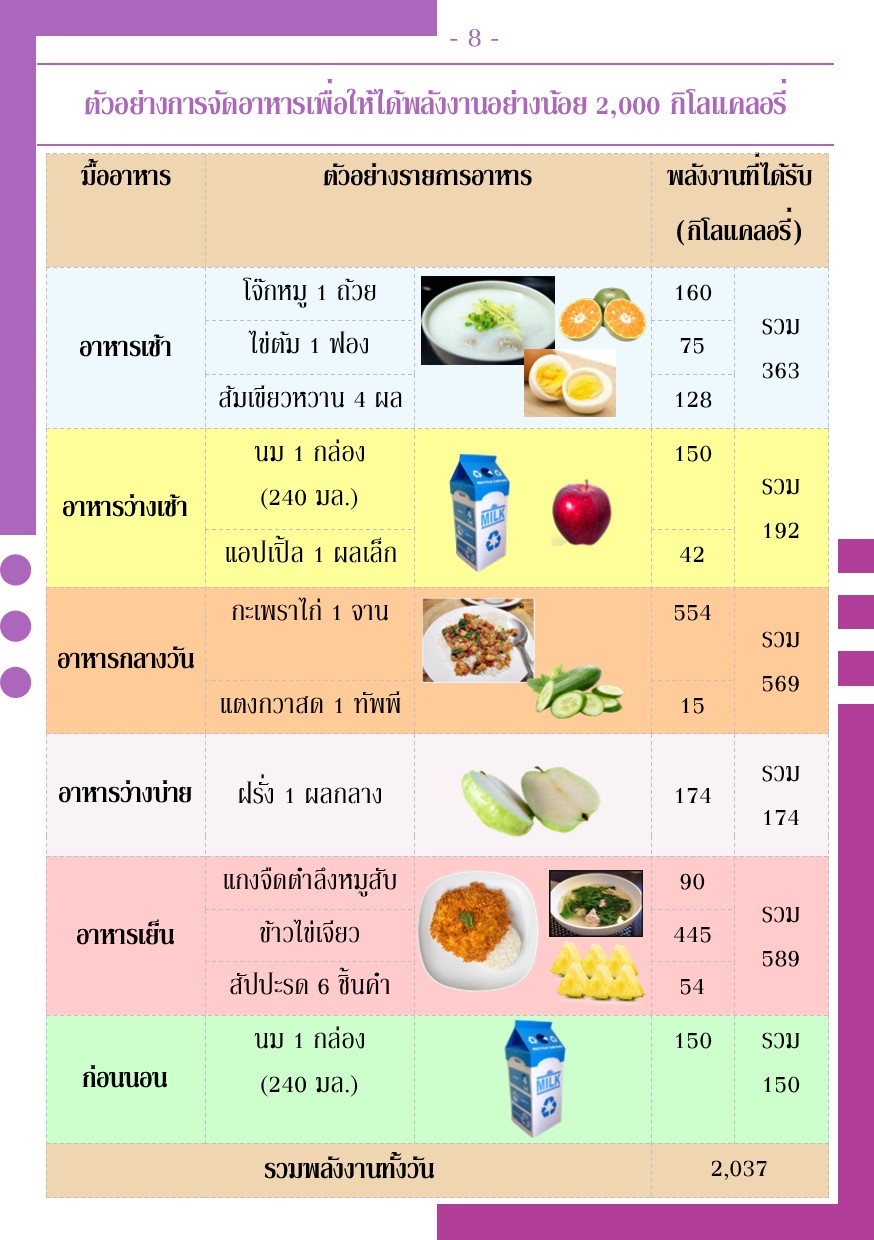 - 8 -
ตัวอย่างการจัดอาหารเพื่อให้ได้พลังงานอย่างน้อย 2,000 กิโลแคลอรี่
มื้ออาหาร ตัวอย่างรายการอาหาร พลังงานที่ได้รับ
(กิโลแคลอรี่)
อาหารเช้า
โจ๊กหมู 1 ถ้วย 160
ไข่ต้ม 1 ฟอง 75
ส้มเขียวหวาน 4 ผล 128
รวม
363
อาหารว่างเช้า
นม 1 กล่อง 150
(240 มล.)
MILK
แอปเปิ้ล 1 ผลเล็ก 42
รวม
192
อาหารกลางวัน
กะเพราไก่ 1 จาน 554
แตงกวาสด 1 ทัพพี 15
รวม
569
อาหารว่างบ่าย
ฝรั่ง 1 ผลกลาง 174
รวม
174
อาหารเย็น
แกงจืดตำลึงหมูสับ 90
ข้าวไข่เจียว 445
สัปปะรด 6 ชิ้นคำ 54
รวม
589
ก่อนนอน
นม 1 กล่อง 150
(240 มล.)
MILK
รวม
150
รวมพลังงานทั้งวัน 2,037